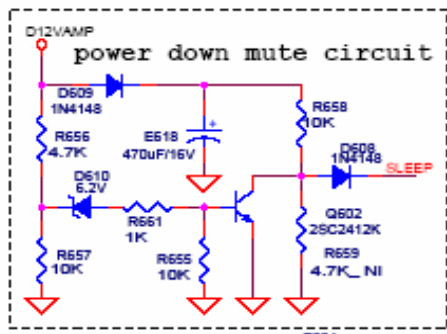 D12VAMP
power down mute circuit
D609
1N4148
R656
4.7K
E618
470uF/16V
R658
10K
D608
1N4148
SLEEP
D610
6.2V
R661
1K
R657
10K
R655
10K
Q602
2SC2412K
R659
4.7K_NI